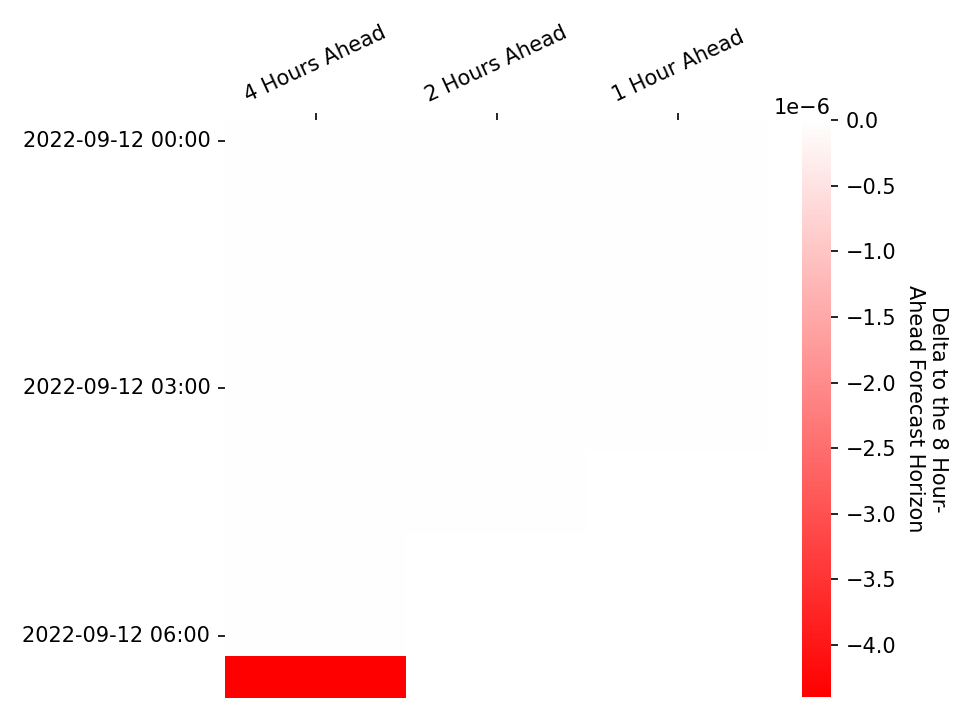 4 Hours Ahead
2 Hours Ahead
1 Hour Ahead
2022-09-12 00:00
2022-09-12 03:00
2022-09-12 06:00
1e−6
0.0
−0.5
−1.0
−1.5
−2.0
−2.5
−3.0
−3.5
−4.0
Delta to the 8 Hour-
Ahead Forecast Horizon